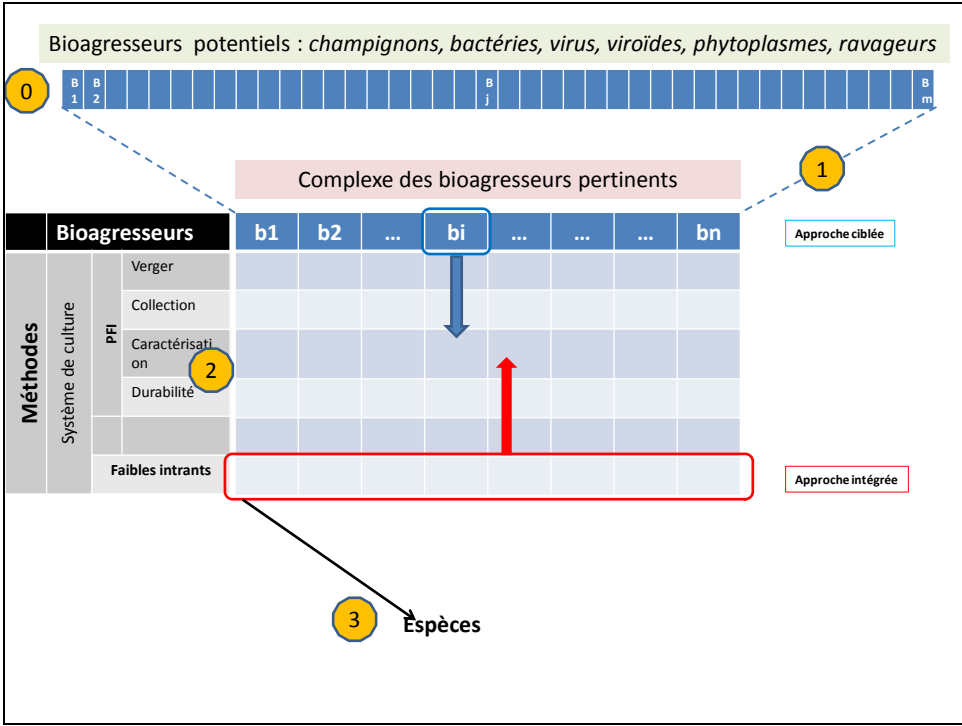 Bioagresseurs potentiels : champignons, bactéries, virus, viroïdes, phytoplasmes, ravageurs
0
B
1
B
2
B
j
B
m
1
Complexe des bioagresseurs pertinents
Bioagresseurs b1 b2 ... bi ... ... ... bn
Approche ciblée
Méthodes
Système de culture
PFI
Verger
Collection
Caractérisati
on
2
Durabilité
Faibles intrants
Approche intégrée
3
Espèces